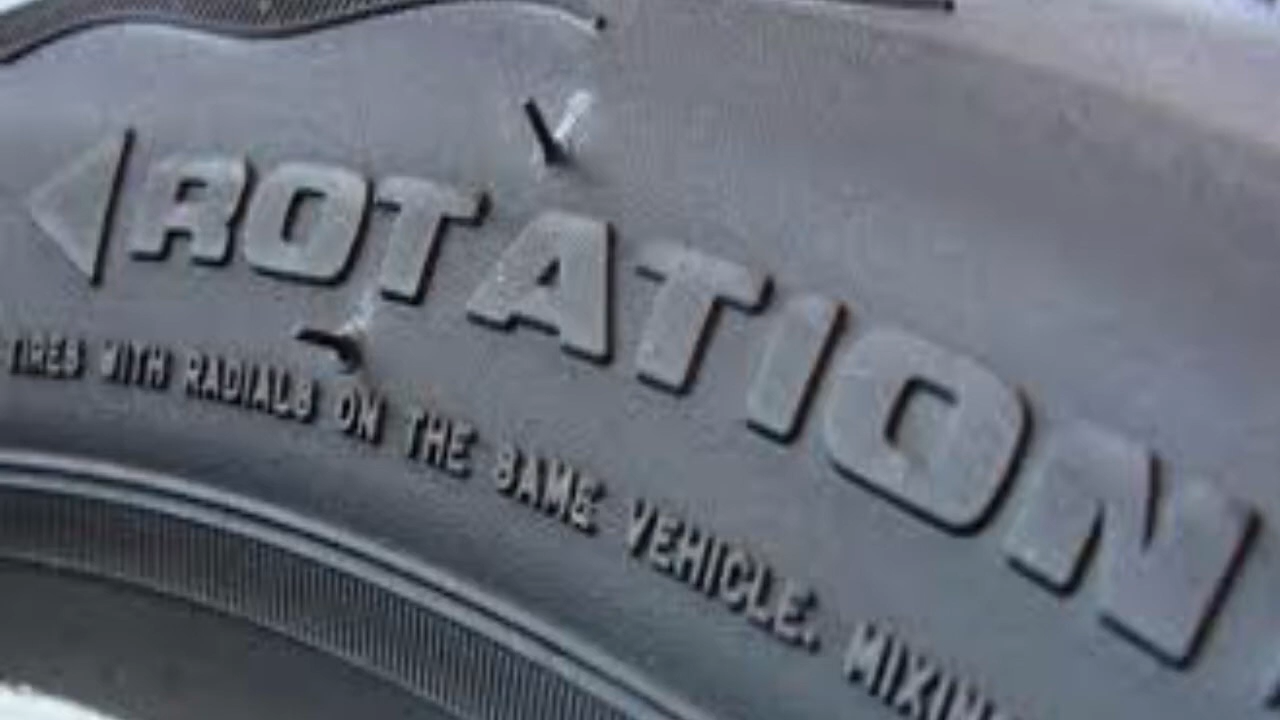 ROTATION
TIRES WITH RADIALS ON THE SAME VEHICLE. MIXING